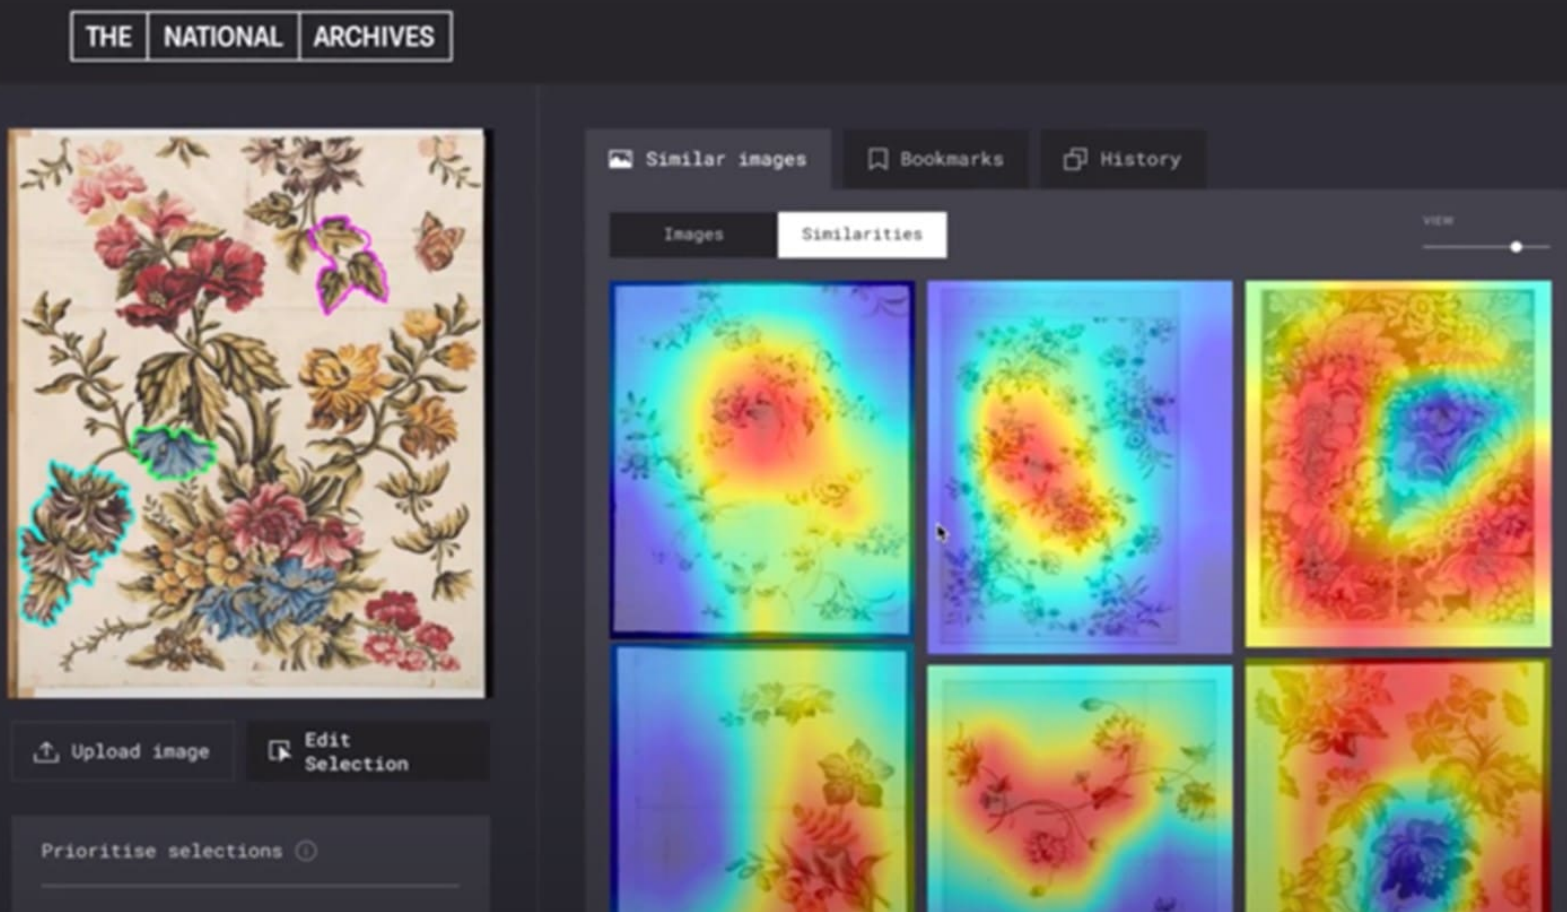 THE NATIONAL ARCHIVES
Similar images
Bookmarks
History
Images
Similarities
VIEW
Upload image
Edit
Selection
Prioritise selections